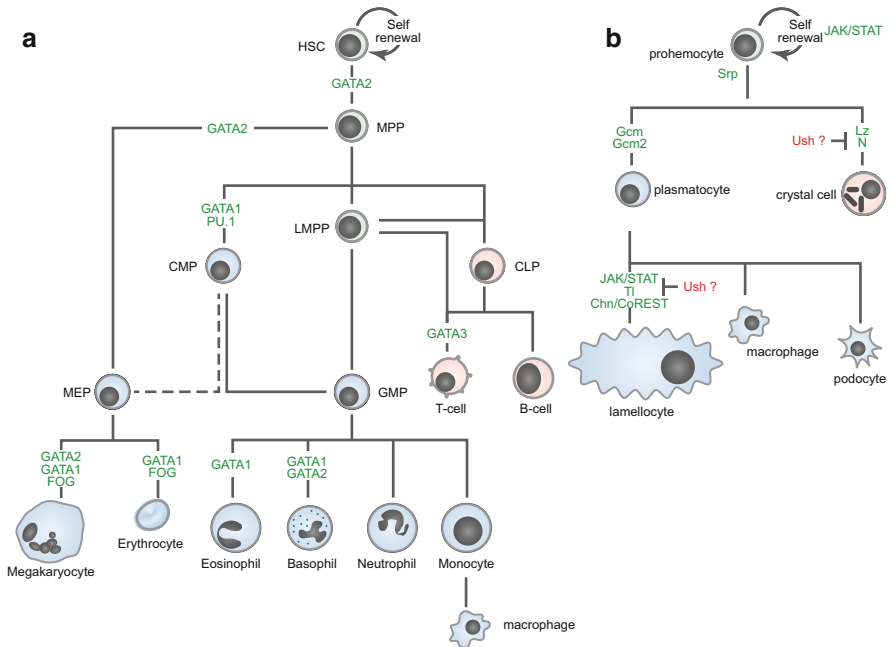 a
Self
renewal
HSC
GATA2
MPP
GATA2
GATA1
PU.1
LMPP
CMP
CLP
GATA3
MEP
GMP
T-cell
B-cell
GATA2
GATA1
FOG
GATA1
FOG
GATA1
GATA1
GATA2
Megakaryocyte
Erythrocyte
Eosinophil
Basophil
Neutrophil
Monocyte
macrophage
b
Self
renewal
JAK/STAT
prohemocyte
Srp
Gcm
Gcm2
Ush ?
Lz
N
plasmatocyte
crystal cell
JAK/STAT
Tl
Chn/CoREST
Ush ?
macrophage
podocyte
lamellocyte